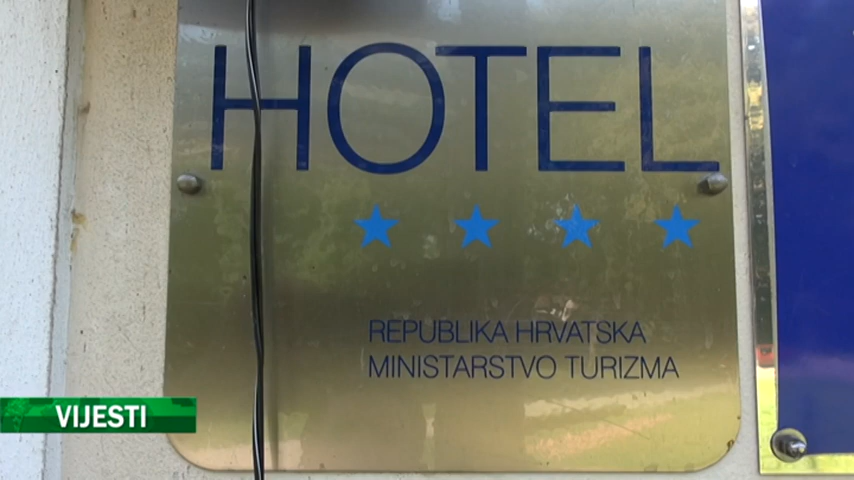 HOTEL
REPUBLIKA HRVATSKA
MINISTARSTVO TURIZMA
VIJESTI